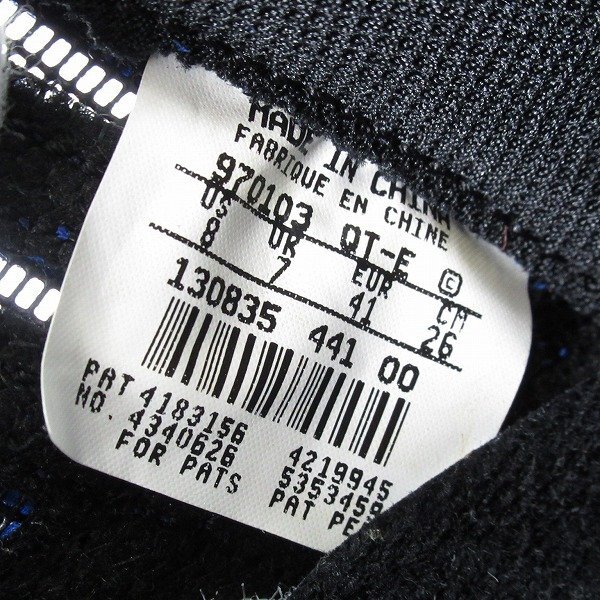 MADE IN CHINA
FABRIQUE EN CHINE
970103 QT-F ©
US UK EUR CM
8 7 41 26
130835 441 00
PAT 4183156 4219945
NO. 4340626 5353459
FOR PATS PAT PE